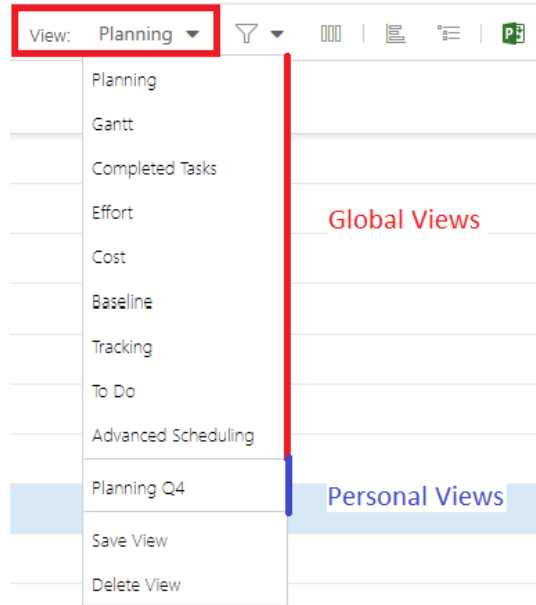 View: Planning
Planning
Gantt
Completed Tasks
Effort
Global Views
Cost
Baseline
Tracking
To Do
Advanced Scheduling
Planning Q4
Personal Views
Save View
Delete View